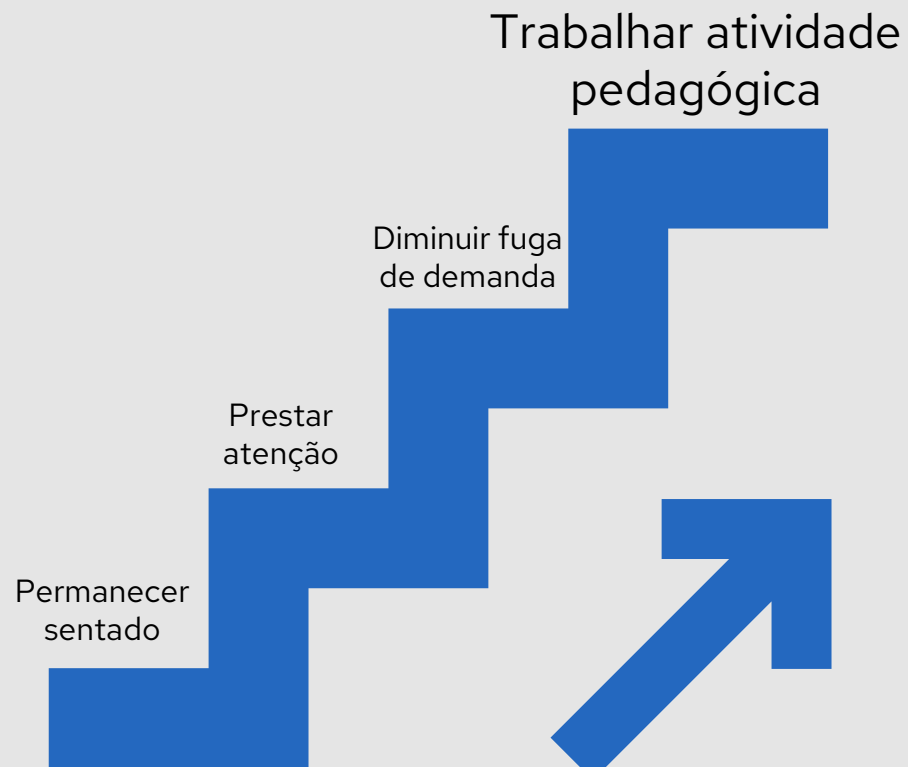 Trabalhar atividade
pedagógica
Diminuir fuga
de demanda
Prestar
atenção
Permanecer
sentado